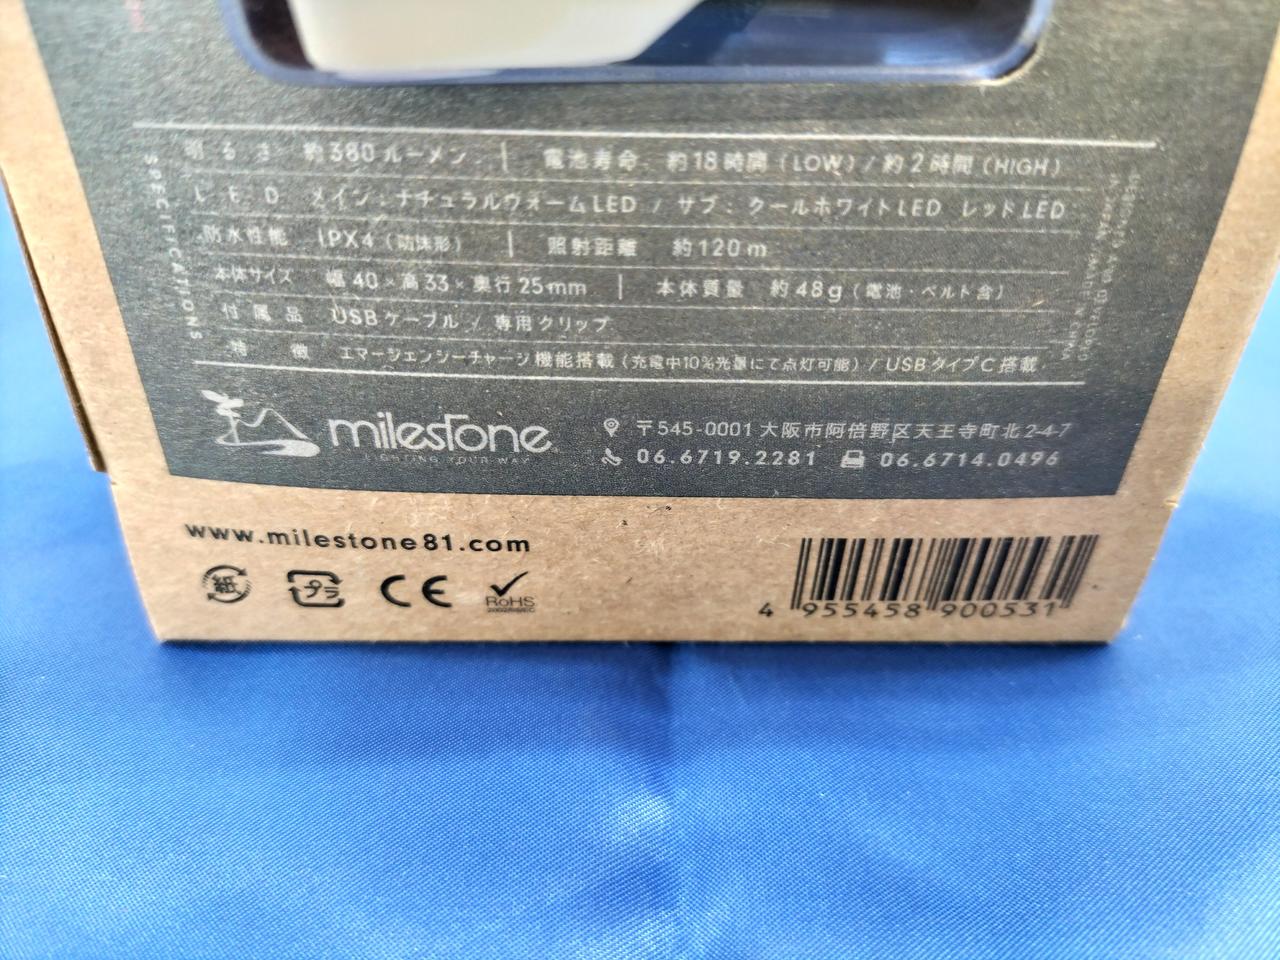 SPECIFICATIONS
明るさ 約380ルーメン | 電池寿命 約18時間(LOW)/約2時間(HIGH)
LED メイン:ナチュラルウォームLED / サブ:クールホワイトLED レッドLED
防水性能 IPX4(防沫形) | 照射距離 約120m
本体サイズ 幅40×高33×奥行25mm | 本体質量 約48g(電池・ベルト含)
付属品 USBケーブル / 専用クリップ
特徴 エマージェンシーチャージ機能搭載(充電中10%光量にて点灯可能)/ USBタイプC搭載
milestone
LIGHTING YOUR WAY
〒545-0001 大阪市阿倍野区天王寺町北2-4-7
06.6719.2281 06.6714.0496
www.milestone81.com
紙 プラ CE RoHS
4 955458 900531